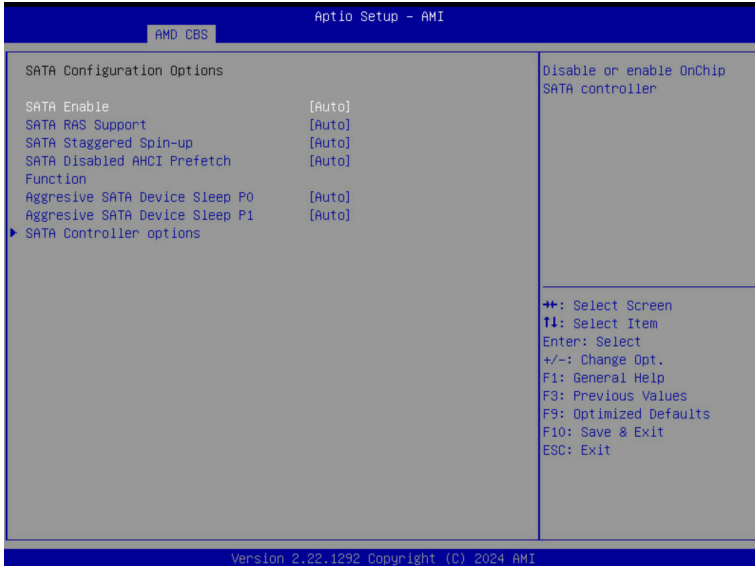 Aptio Setup – AMI
AMD CBS
SATA Configuration Options
SATA Enable [Auto]
SATA RAS Support [Auto]
SATA Staggered Spin-up [Auto]
SATA Disabled AHCI Prefetch [Auto]
Function
Aggresive SATA Device Sleep P0 [Auto]
Aggresive SATA Device Sleep P1 [Auto]
SATA Controller options
Disable or enable OnChip
SATA controller
→←: Select Screen
↑↓: Select Item
Enter: Select
+/-: Change Opt.
F1: General Help
F3: Previous Values
F9: Optimized Defaults
F10: Save & Exit
ESC: Exit
Version 2.22.1292 Copyright (C) 2024 AMI